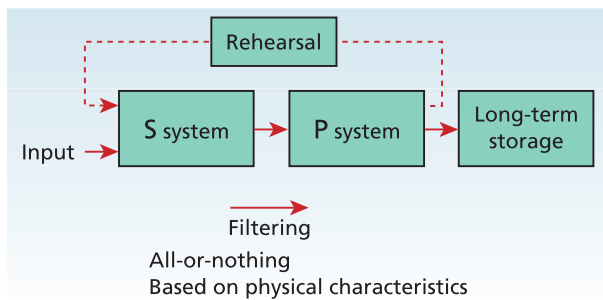 Rehearsal
S system
P system
Long-term
storage
Input
Filtering
All-or-nothing
Based on physical characteristics